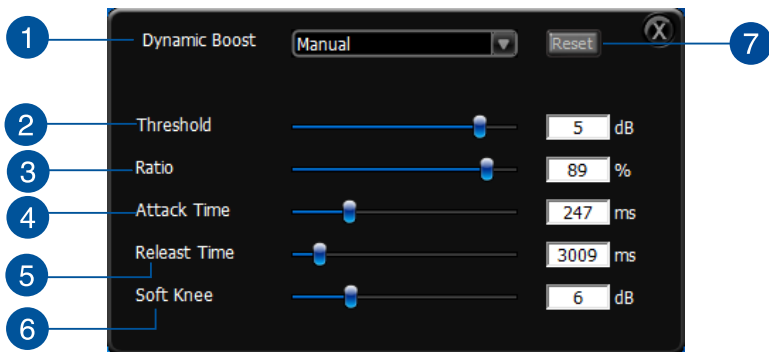 1 Dynamic Boost Manual Reset X 7
2 Threshold 5 dB
3 Ratio 89 %
4 Attack Time 247 ms
5 Releast Time 3009 ms
6 Soft Knee 6 dB